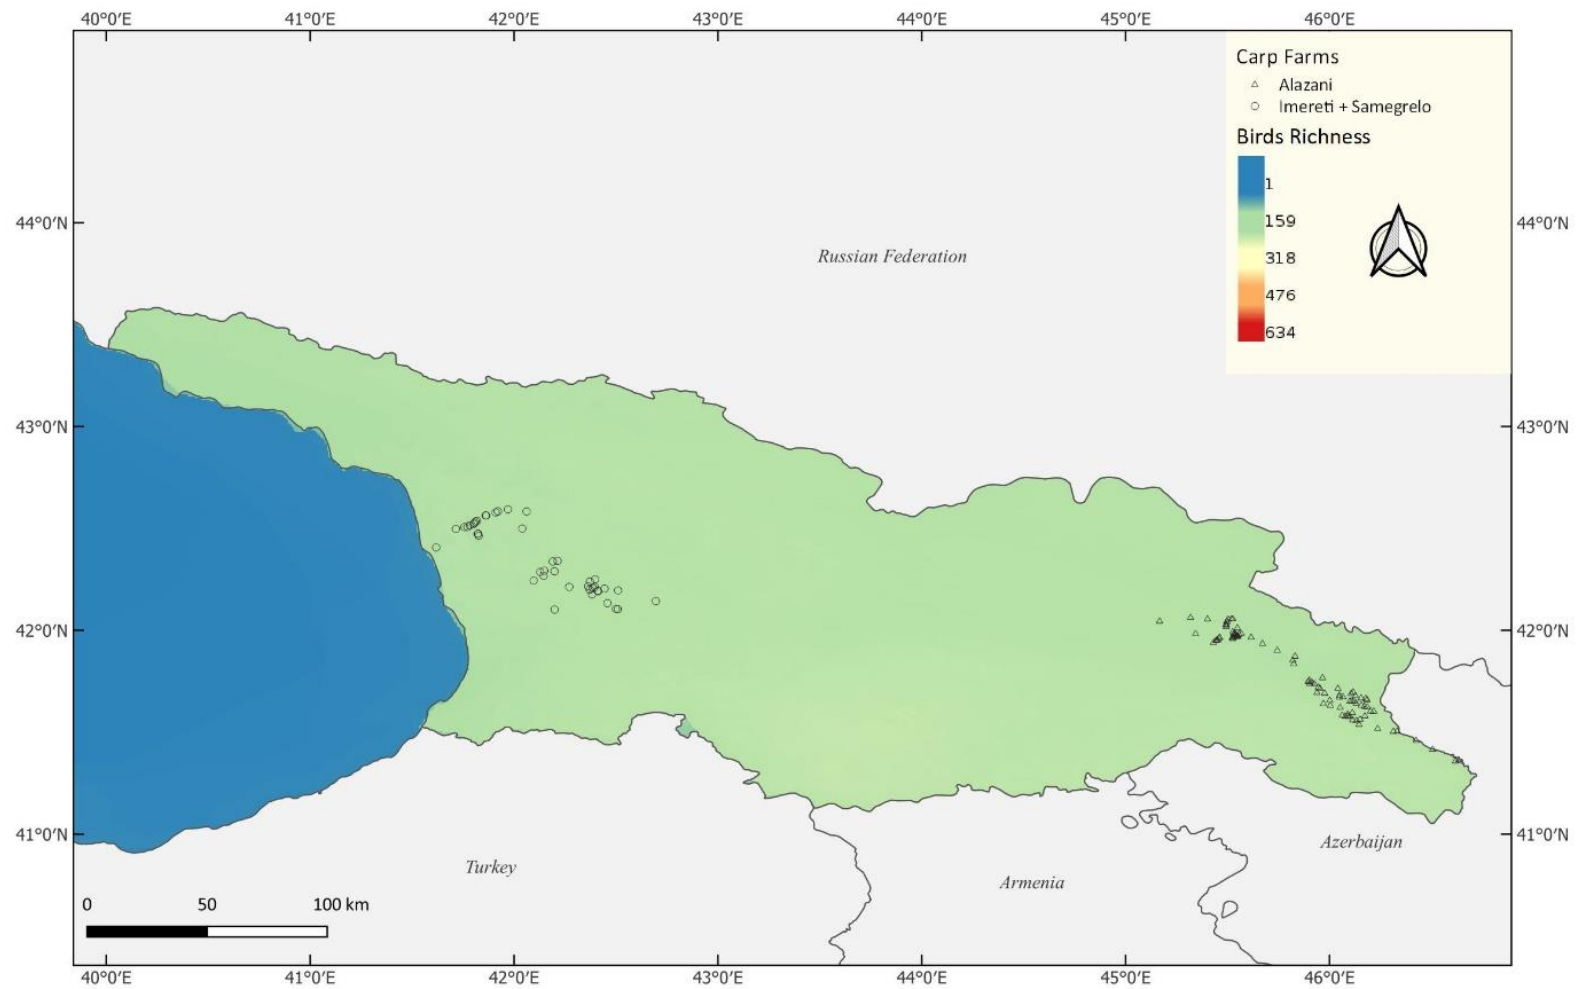 40°0′E 41°0′E 42°0′E 43°0′E 44°0′E 45°0′E 46°0′E
Carp Farms
Alazani
Imereti + Samegrelo
Birds Richness
1
159
318
476
634
44°0′N 44°0′N
Russian Federation
43°0′N 43°0′N
42°0′N 42°0′N
41°0′N 41°0′N
Azerbaijan
Turkey
Armenia
0 50 100 km
40°0′E 41°0′E 42°0′E 43°0′E 44°0′E 45°0′E 46°0′E